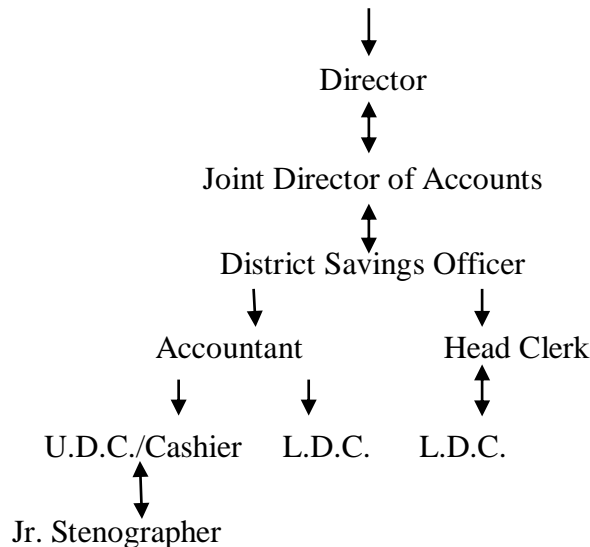 Director
Joint Director of Accounts
District Savings Officer
Accountant Head Clerk
U.D.C./Cashier L.D.C. L.D.C.
Jr. Stenographer